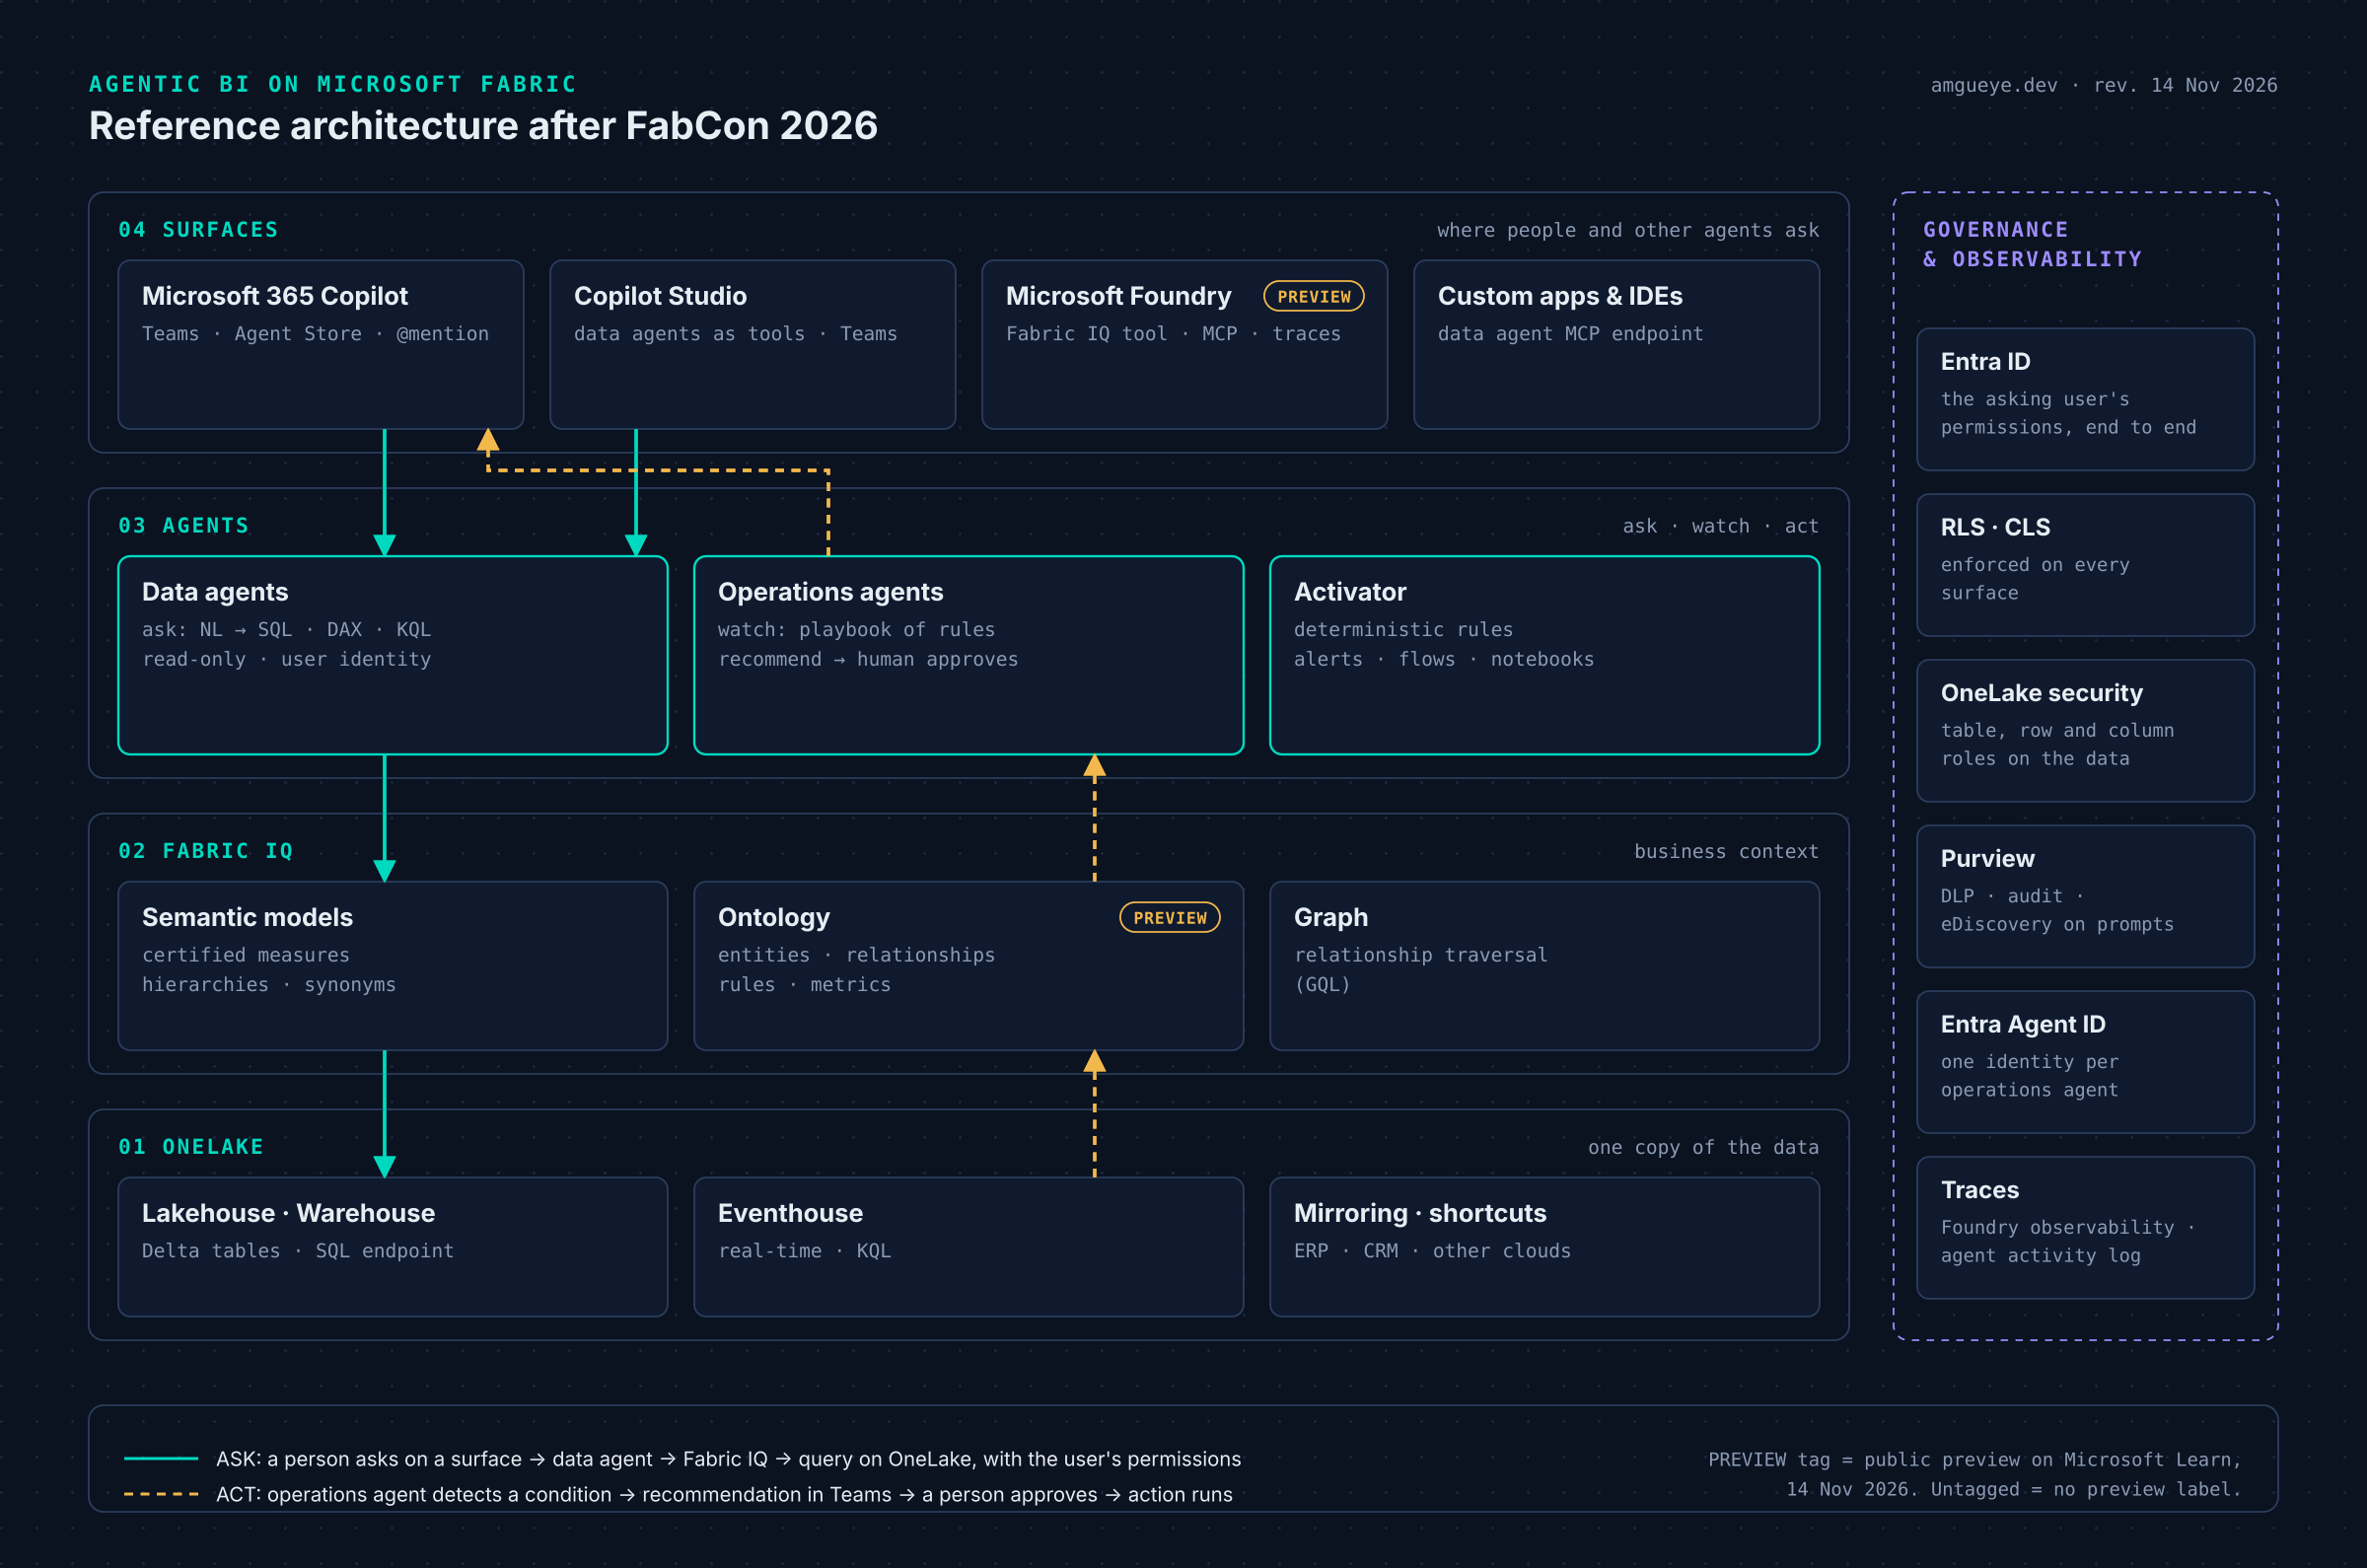 AGENTIC BI ON MICROSOFT FABRIC
amgueye.dev · rev. 14 Nov 2026
Reference architecture after FabCon 2026
04 SURFACES
where people and other agents ask
Microsoft 365 Copilot
Teams · Agent Store · @mention
Copilot Studio
data agents as tools · Teams
Microsoft Foundry
PREVIEW
Fabric IQ tool · MCP · traces
Custom apps & IDEs
data agent MCP endpoint
03 AGENTS
ask · watch · act
Data agents
ask: NL → SQL · DAX · KQL
read-only · user identity
Operations agents
watch: playbook of rules
recommend → human approves
Activator
deterministic rules
alerts · flows · notebooks
02 FABRIC IQ
business context
Semantic models
certified measures
hierarchies · synonyms
Ontology
PREVIEW
entities · relationships
rules · metrics
Graph
relationship traversal
(GQL)
01 ONELAKE
one copy of the data
Lakehouse · Warehouse
Delta tables · SQL endpoint
Eventhouse
real-time · KQL
Mirroring · shortcuts
ERP · CRM · other clouds
GOVERNANCE
& OBSERVABILITY
Entra ID
the asking user's
permissions, end to end
RLS · CLS
enforced on every
surface
OneLake security
table, row and column
roles on the data
Purview
DLP · audit ·
eDiscovery on prompts
Entra Agent ID
one identity per
operations agent
Traces
Foundry observability ·
agent activity log
ASK: a person asks on a surface → data agent → Fabric IQ → query on OneLake, with the user's permissions
ACT: operations agent detects a condition → recommendation in Teams → a person approves → action runs
PREVIEW tag = public preview on Microsoft Learn,
14 Nov 2026. Untagged = no preview label.